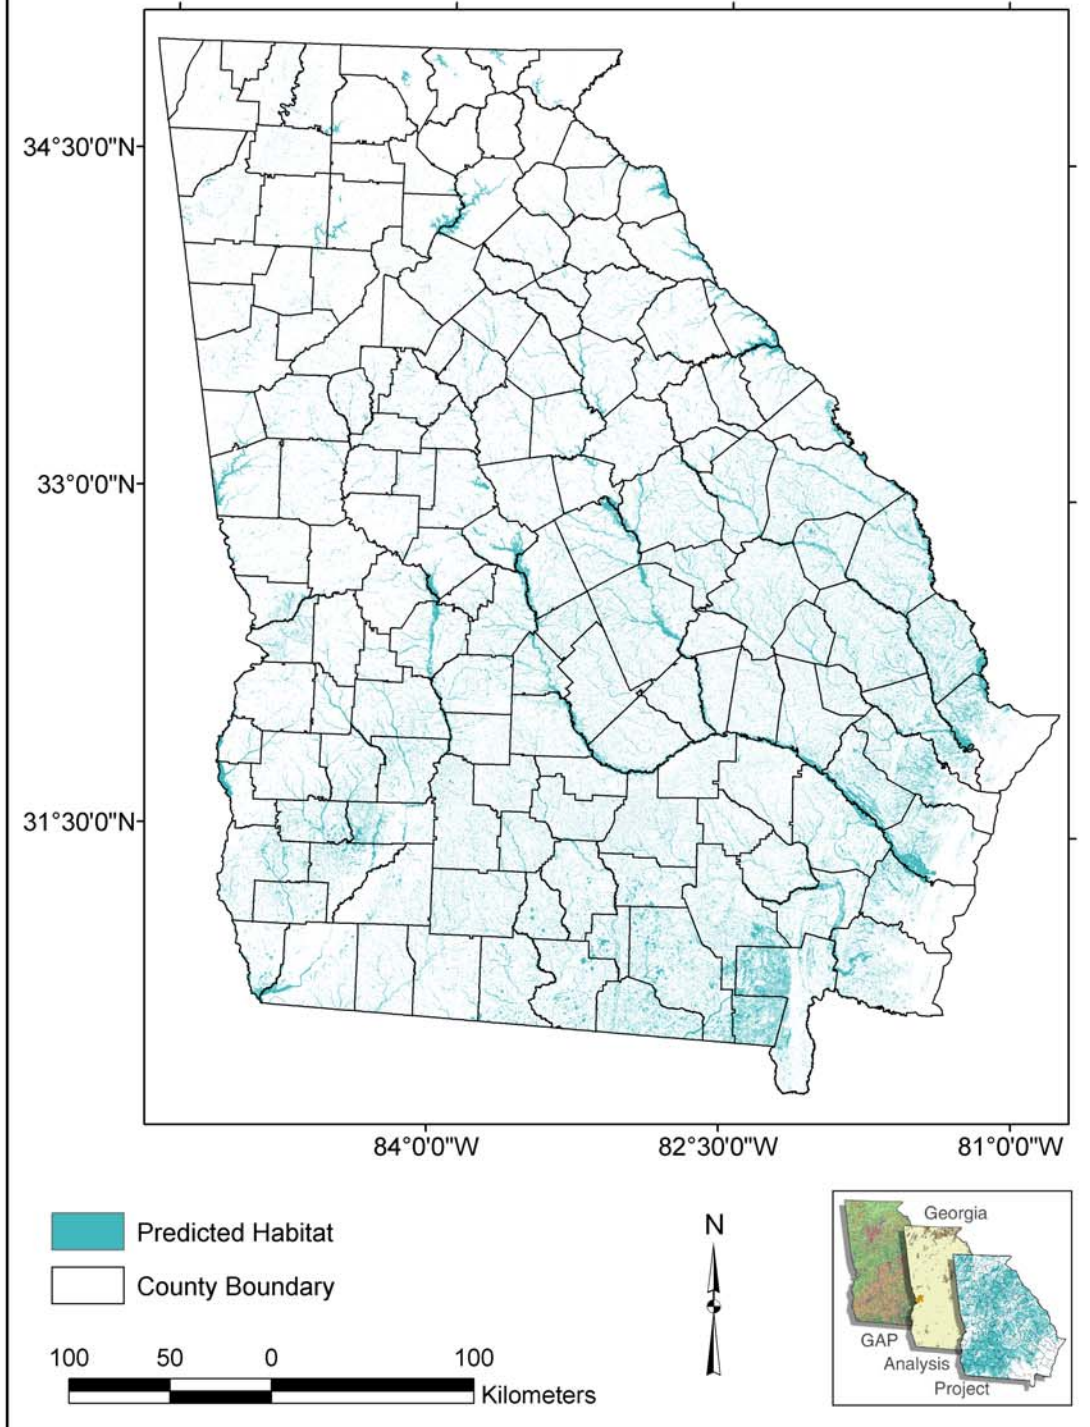 34°30'0"N
33°0'0"N
31°30'0"N
84°0'0"W 82°30'0"W 81°0'0"W
Predicted Habitat
County Boundary
100 50 0 100
Kilometers
N
Georgia
GAP
Analysis
Project